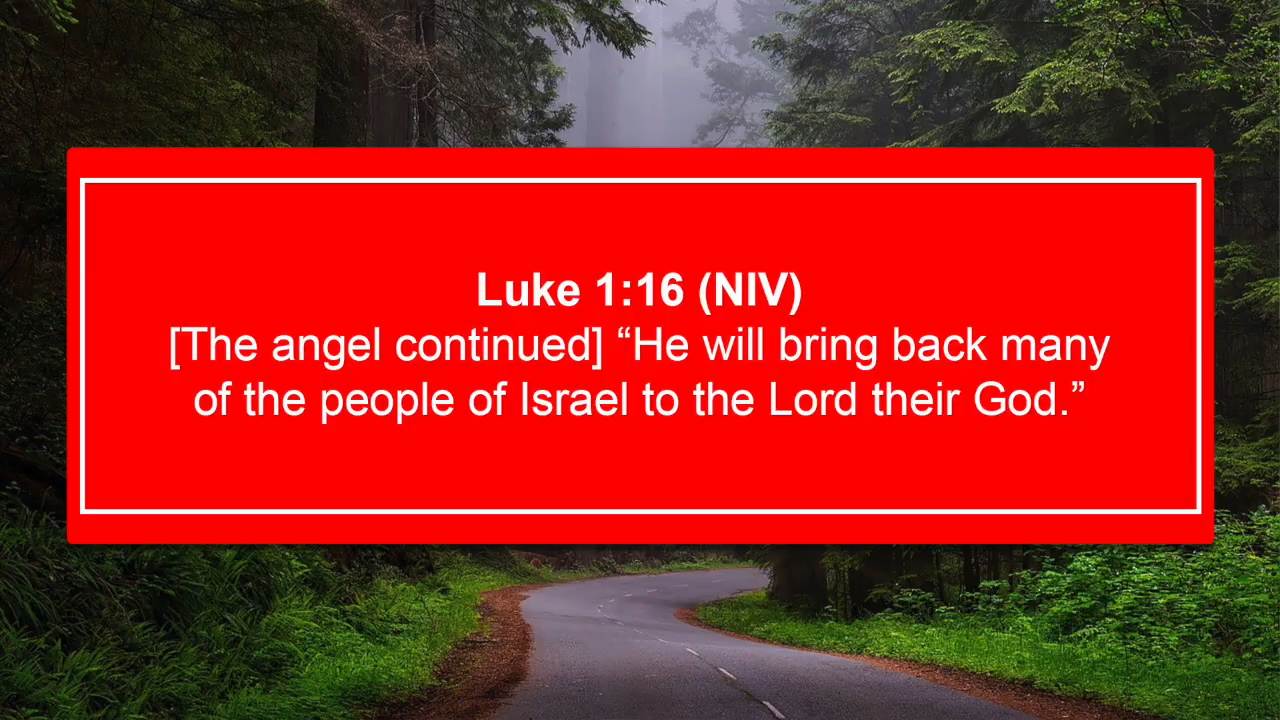 Luke 1:16 (NIV)
[The angel continued] “He will bring back many
of the people of Israel to the Lord their God.”